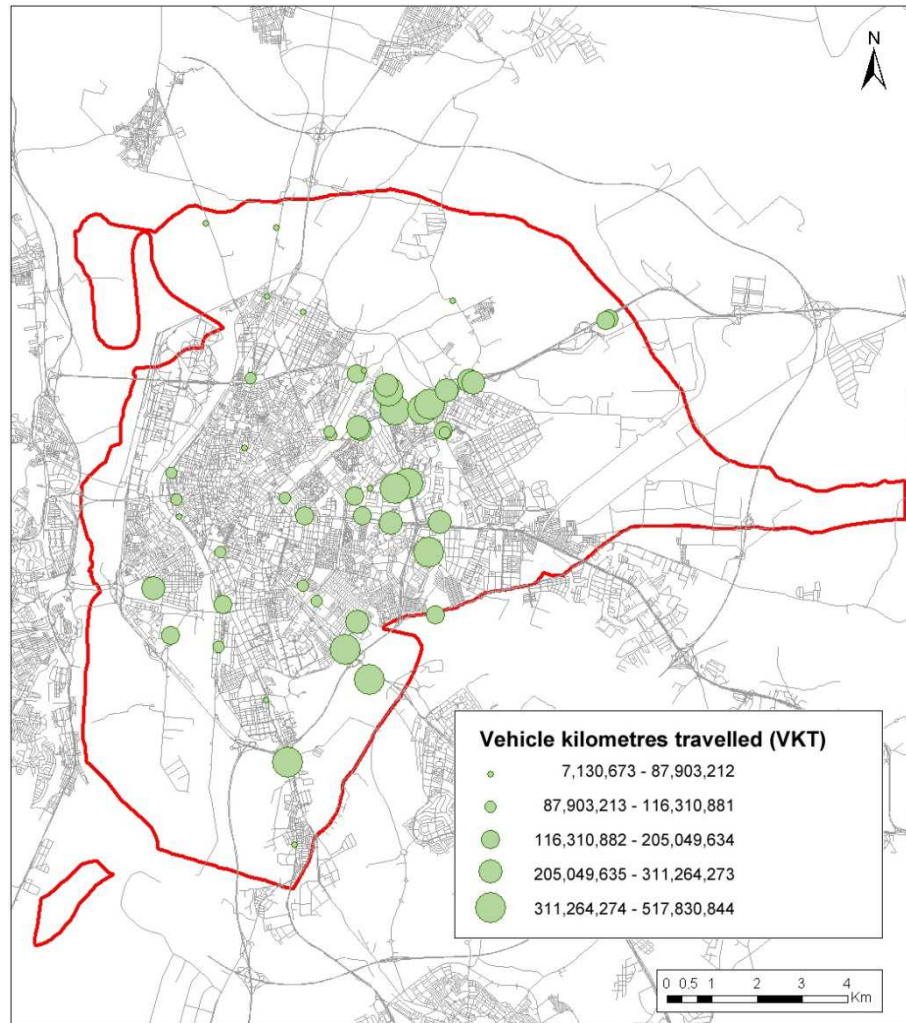 N
Vehicle kilometres travelled (VKT)
7,130,673 - 87,903,212
87,903,213 - 116,310,881
116,310,882 - 205,049,634
205,049,635 - 311,264,273
311,264,274 - 517,830,844
0 0,5 1 2 3 4
Km